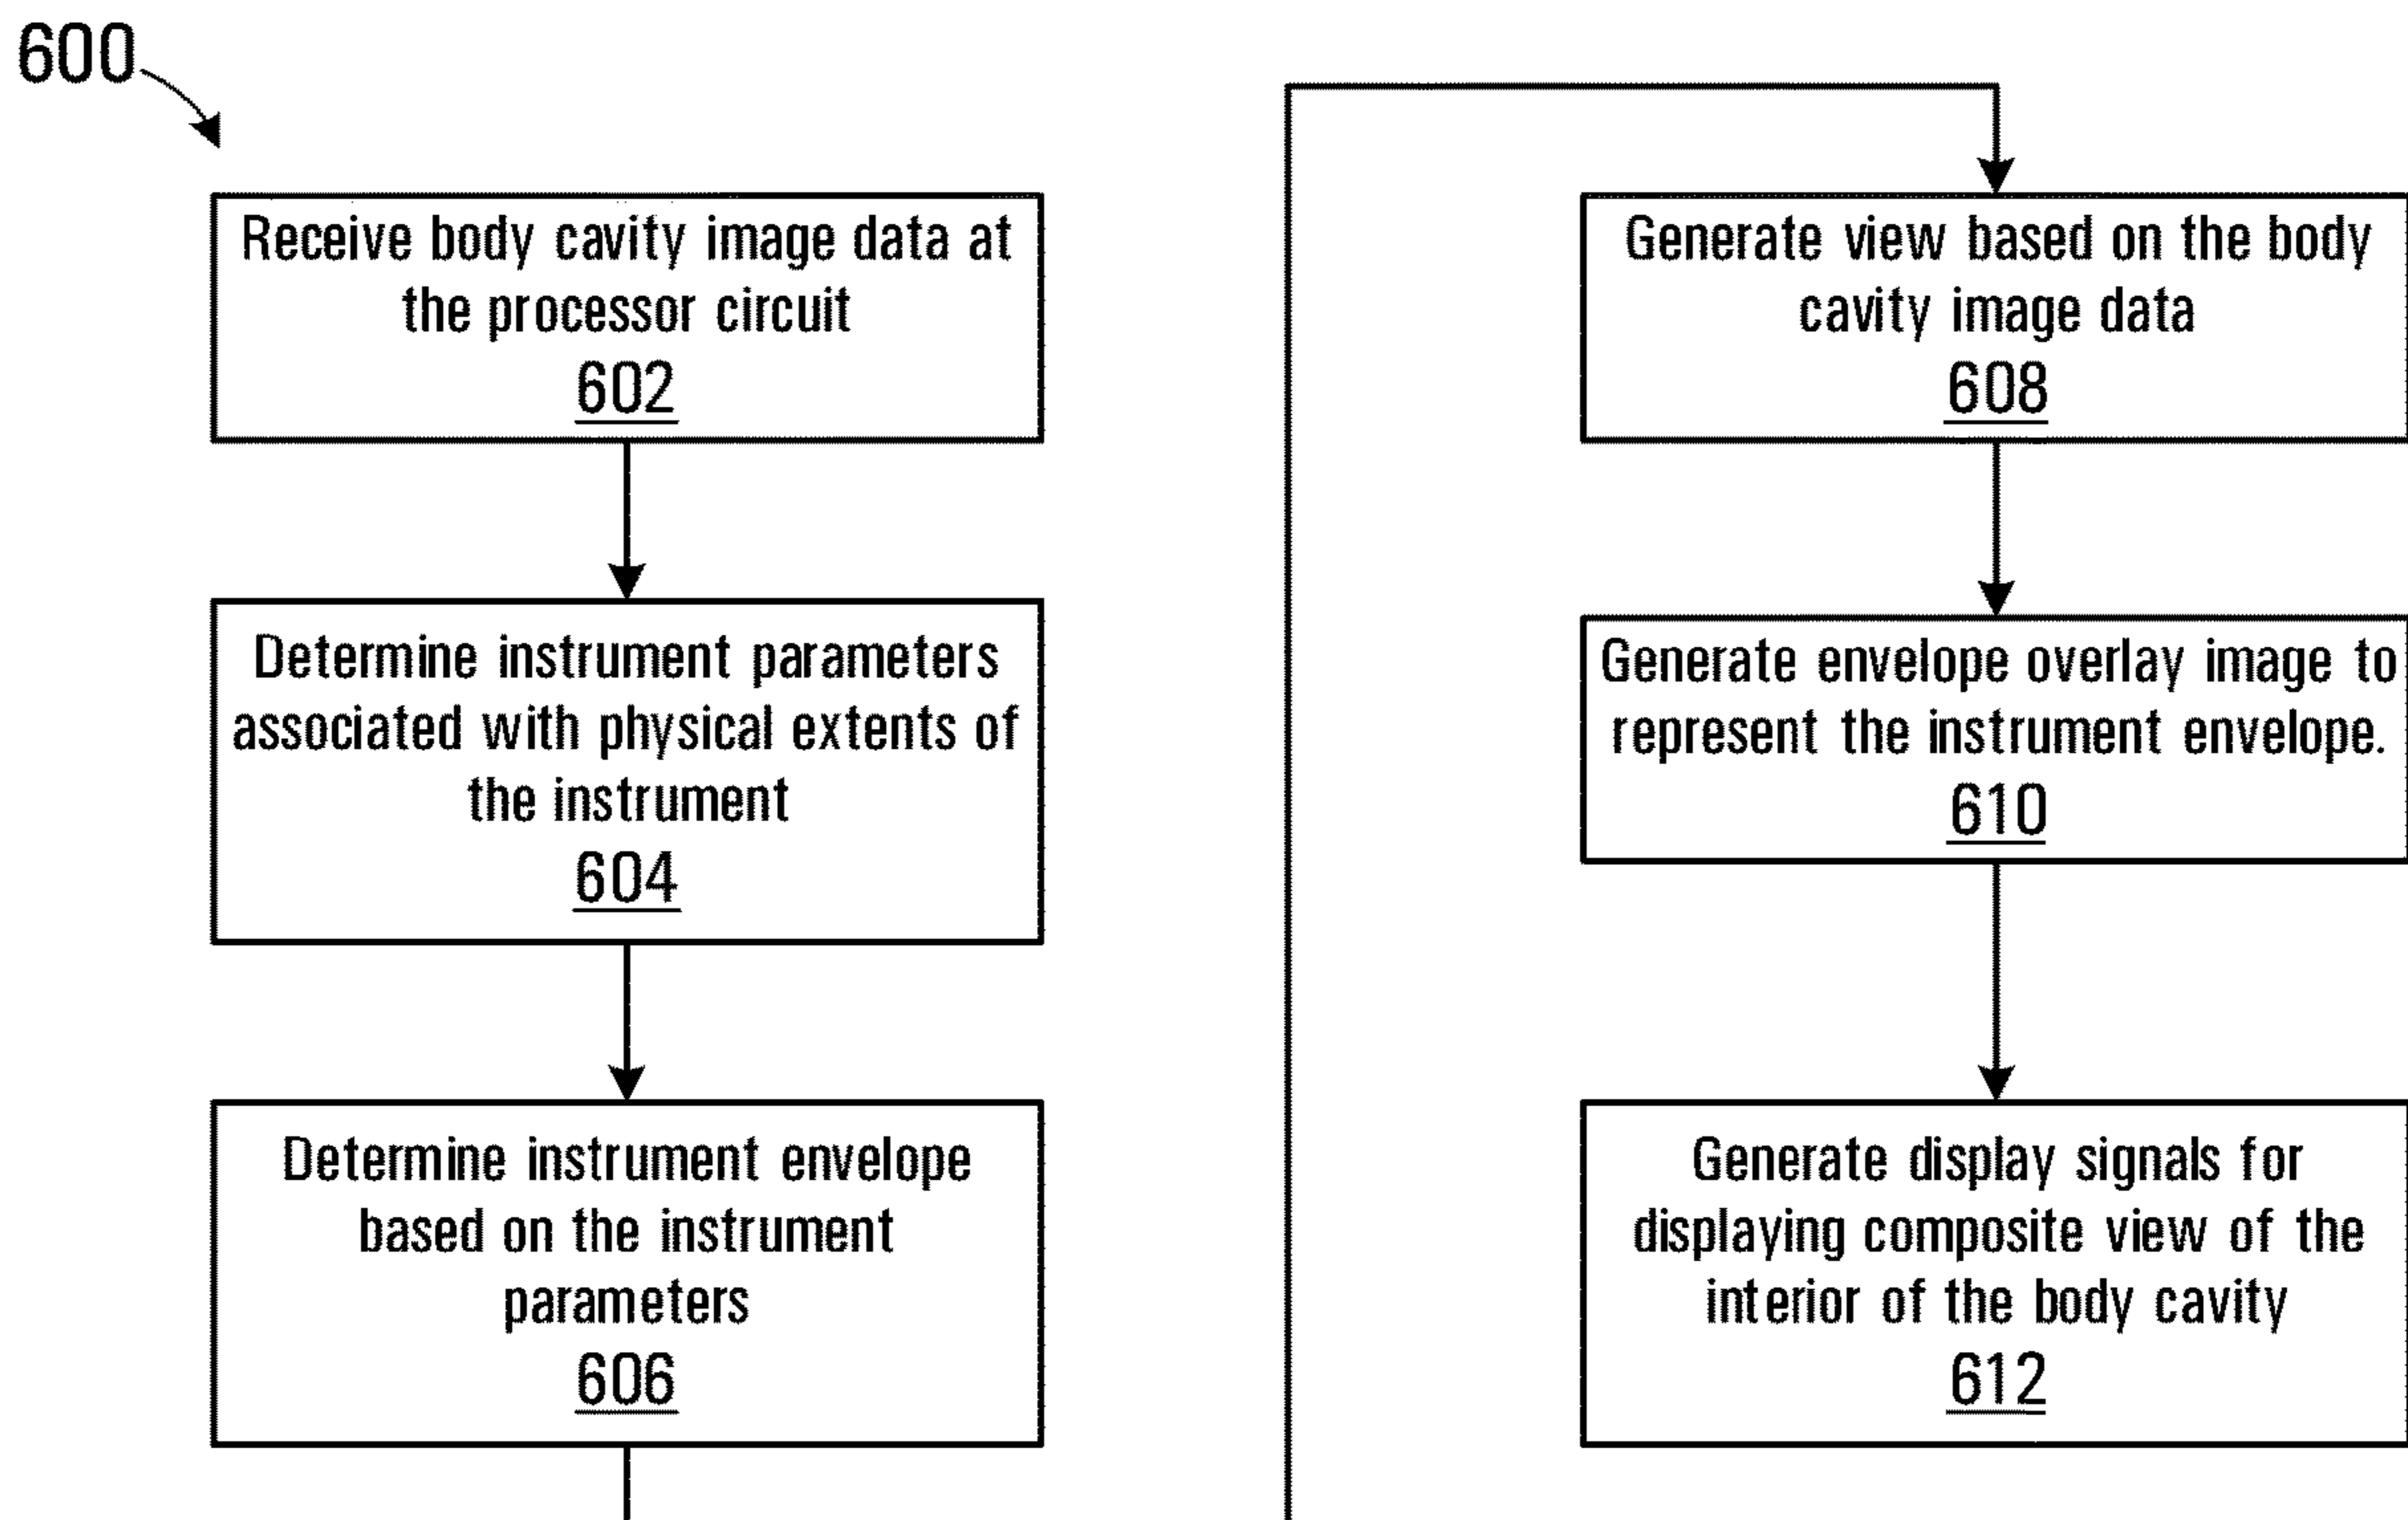 600
Receive body cavity image data at
the processor circuit
602
Determine instrument parameters
associated with physical extents of
the instrument
604
Determine instrument envelope
based on the instrument
parameters
606
Generate view based on the body
cavity image data
608
Generate envelope overlay image to
represent the instrument envelope.
610
Generate display signals for
displaying composite view of the
interior of the body cavity
612